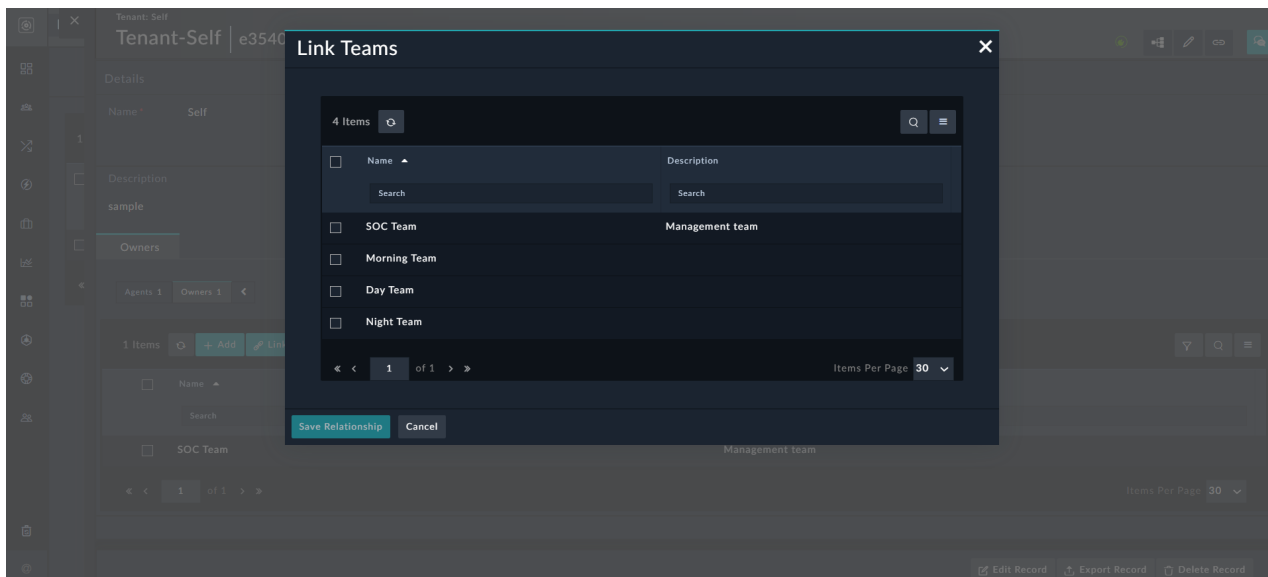 Tenant: Self
Tenant-Self | e3540
Link Teams
Details
Name* Self
4 Items
Name Description
Search Search
Description
sample
SOC Team Management team
Owners
Morning Team
Agents 1 Owners 1
Day Team
Night Team
1 Items + Add Link
1 of 1 Items Per Page 30
Name
Search
Save Relationship Cancel
SOC Team Management team
1 of 1 Items Per Page 30
Edit Record Export Record Delete Record